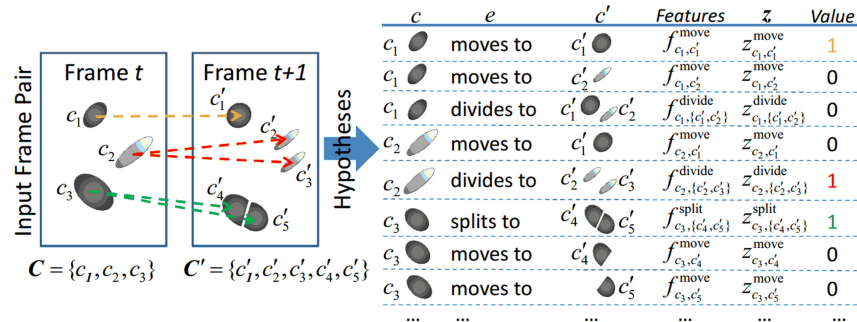 Input Frame Pair
Frame t
Frame t+1
c₁
c₂
c₃
c′₁
c′₂
c′₃
c′₄
c′₅
C = {c₁, c₂, c₃}
C′ = {c′₁, c′₂, c′₃, c′₄, c′₅}
Hypotheses
c e c′ Features z Value
c₁ moves to c′₁ f^move_{c₁,c′₁} z^move_{c₁,c′₁} 1
c₁ moves to c′₂ f^move_{c₁,c′₂} z^move_{c₁,c′₂} 0
c₁ divides to c′₁ c′₂ f^divide_{c₁,{c′₁,c′₂}} z^divide_{c₁,{c′₁,c′₂}} 0
c₂ moves to c′₁ f^move_{c₂,c′₁} z^move_{c₂,c′₁} 0
c₂ divides to c′₂ c′₃ f^divide_{c₂,{c′₂,c′₃}} z^divide_{c₂,{c′₂,c′₃}} 1
c₃ splits to c′₄ c′₅ f^split_{c₃,{c′₄,c′₅}} z^split_{c₃,{c′₄,c′₅}} 1
c₃ moves to c′₄ f^move_{c₃,c′₄} z^move_{c₃,c′₄} 0
c₃ moves to c′₅ f^move_{c₃,c′₅} z^move_{c₃,c′₅} 0
... ... ... ... ... ...